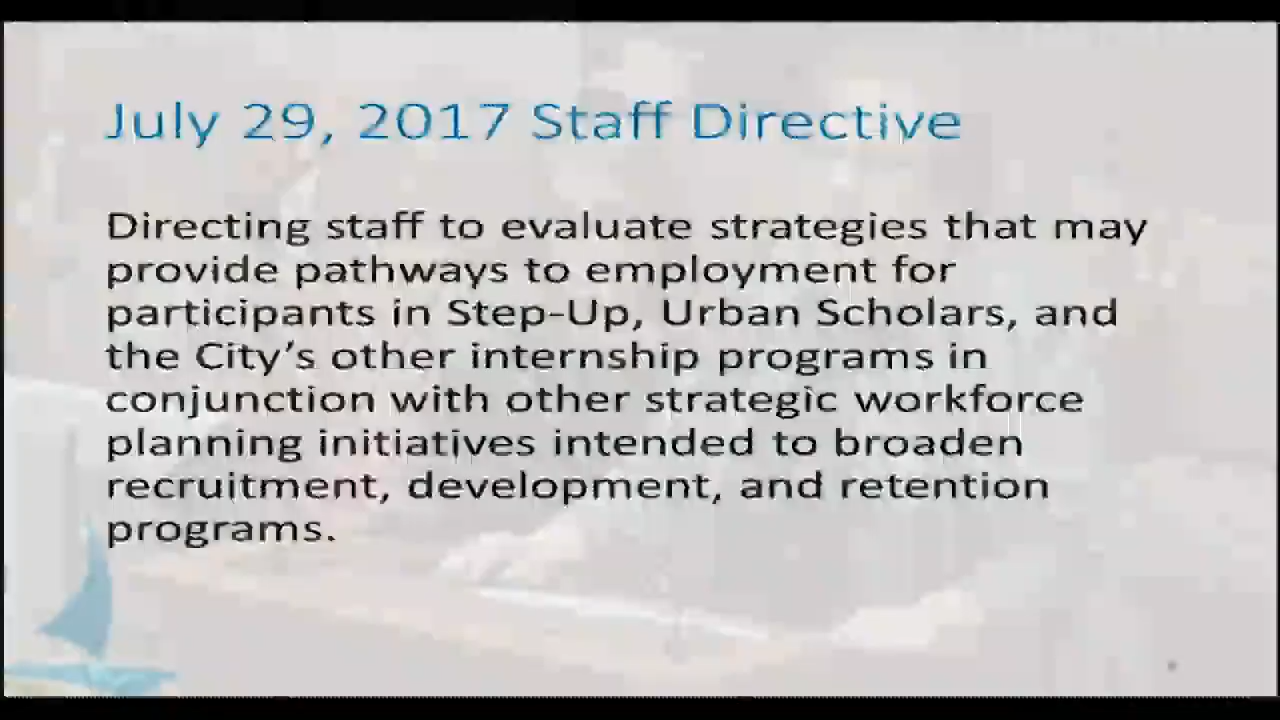 July 29, 2017 Staff Directive
Directing staff to evaluate strategies that may
provide pathways to employment for
participants in Step-Up, Urban Scholars, and
the City’s other internship programs in
conjunction with other strategic workforce
planning initiatives intended to broaden
recruitment, development, and retention
programs.